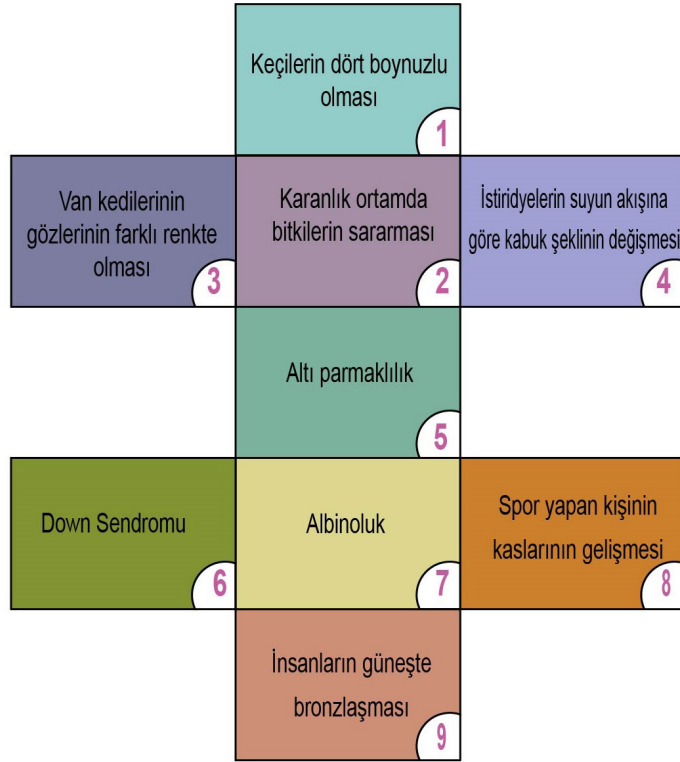 Keçilerin dört boynuzlu
olması
1
Van kedilerinin
gözlerinin farklı renkte
olması
3
Karanlık ortamda
bitkilerin sararması
2
İstiridyelerin suyun akışına
göre kabuk şeklinin değişmesi
4
Altı parmaklılık
5
Down Sendromu
6
Albinoluk
7
Spor yapan kişinin
kaslarının gelişmesi
8
İnsanların güneşte
bronzlaşması
9